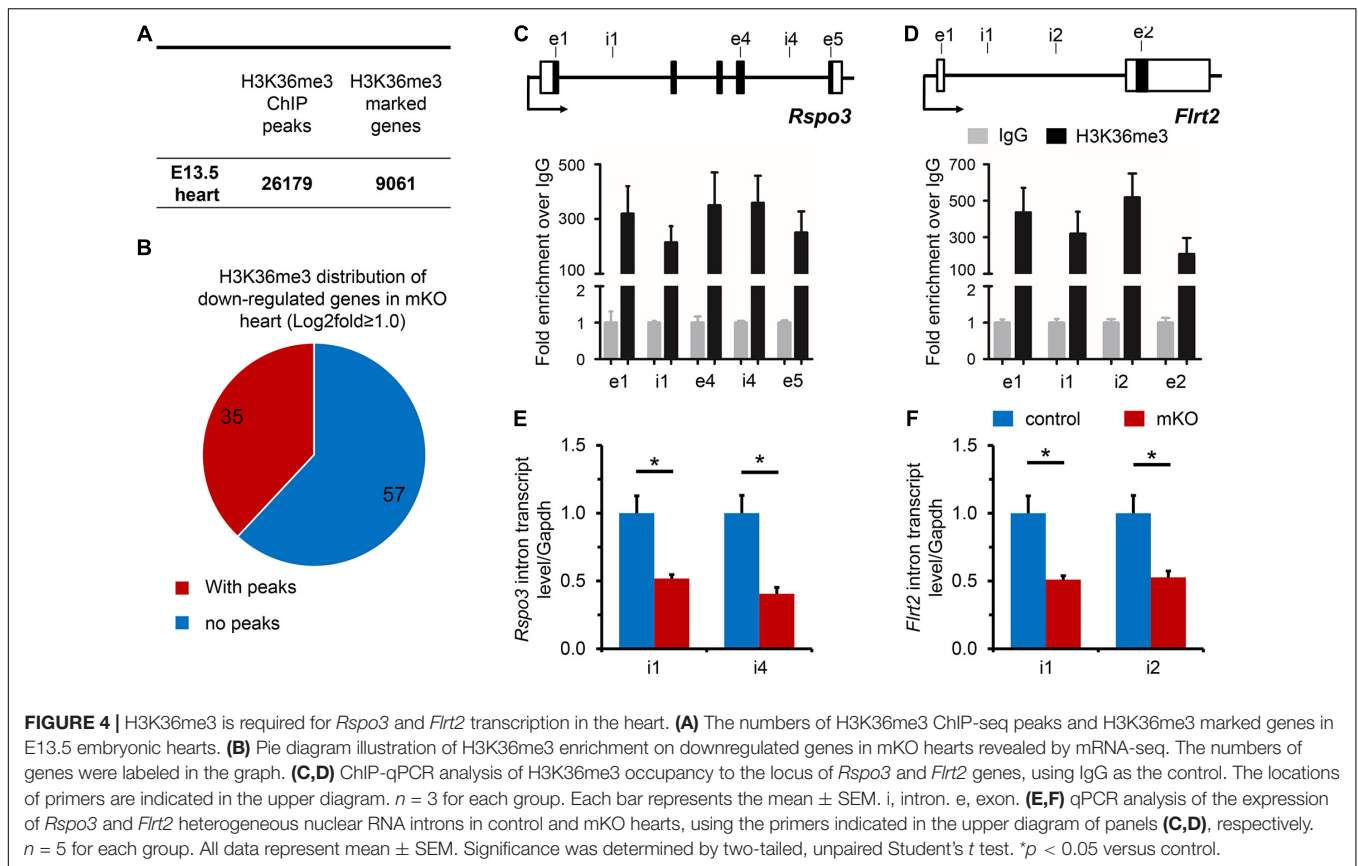 A
H3K36me3 ChIP peaks
H3K36me3 marked genes
E13.5 heart
26179
9061
B
H3K36me3 distribution of
down-regulated genes in mKO
heart (Log2fold≥1.0)
35
57
With peaks
no peaks
C
e1
i1
e4
i4
e5
Rspo3
D
e1
i1
i2
e2
Flrt2
IgG
H3K36me3
Fold enrichment over IgG
500
300
100
2
1
0
e1
i1
e4
i4
e5
Fold enrichment over IgG
700
500
300
100
2
1
0
e1
i1
i2
e2
E
Rspo3 intron transcript
level/Gapdh
1.5
1.0
0.5
0.0
*
*
i1
i4
control
mKO
F
Flrt2 intron transcript
level/Gapdh
1.5
1.0
0.5
0.0
*
*
i1
i2
FIGURE 4 | H3K36me3 is required for Rspo3 and Flrt2 transcription in the heart. (A) The numbers of H3K36me3 ChIP-seq peaks and H3K36me3 marked genes in
E13.5 embryonic hearts. (B) Pie diagram illustration of H3K36me3 enrichment on downregulated genes in mKO hearts revealed by mRNA-seq. The numbers of
genes were labeled in the graph. (C,D) ChIP-qPCR analysis of H3K36me3 occupancy to the locus of Rspo3 and Flrt2 genes, using IgG as the control. The locations
of primers are indicated in the upper diagram. n = 3 for each group. Each bar represents the mean ± SEM. i, intron. e, exon. (E,F) qPCR analysis of the expression
of Rspo3 and Flrt2 heterogeneous nuclear RNA introns in control and mKO hearts, using the primers indicated in the upper diagram of panels (C,D), respectively.
n = 5 for each group. All data represent mean ± SEM. Significance was determined by two-tailed, unpaired Student's t test. *p < 0.05 versus control.